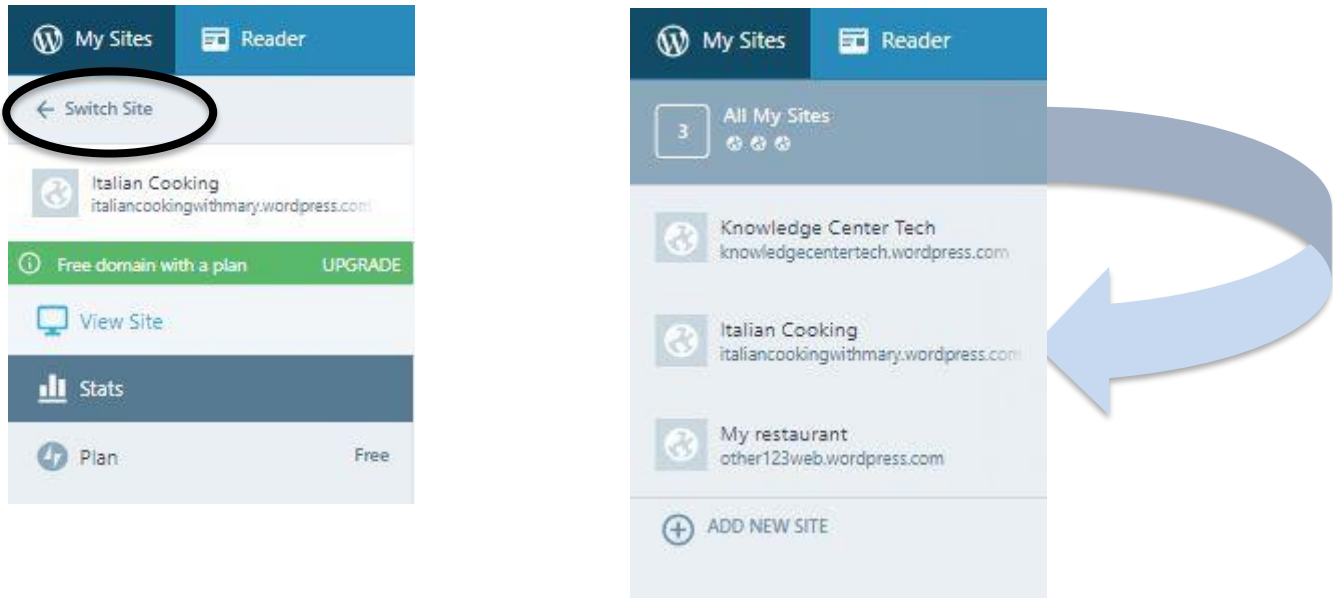 My Sites Reader
Switch Site
Italian Cooking
italiancookingwithmary.wordpress.com
Free domain with a plan UPGRADE
View Site
Stats
Plan Free
My Sites Reader
3
All My Sites
Knowledge Center Tech
knowledgecentertech.wordpress.com
Italian Cooking
italiancookingwithmary.wordpress.com
My restaurant
other123web.wordpress.com
ADD NEW SITE